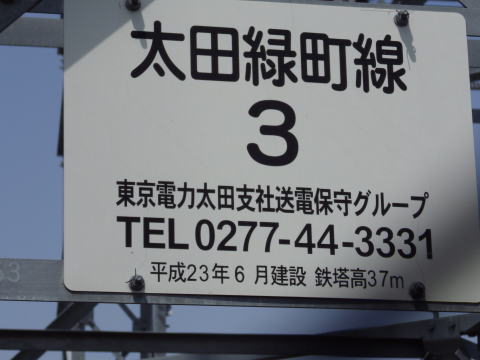 太田緑町線
3
東京電力太田支社送電保守グループ
TEL 0277-44-3331
平成23年6月建設 鉄塔高37m